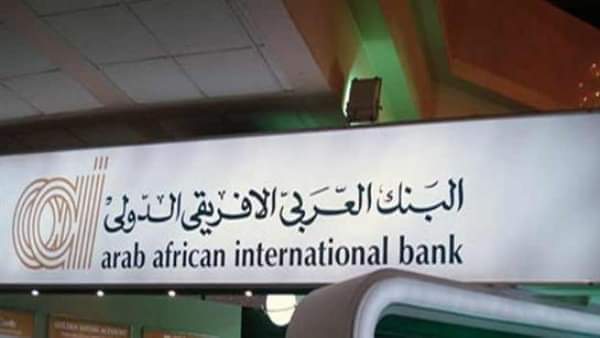 البنك العربي الافريقي الدولي
arab african international bank